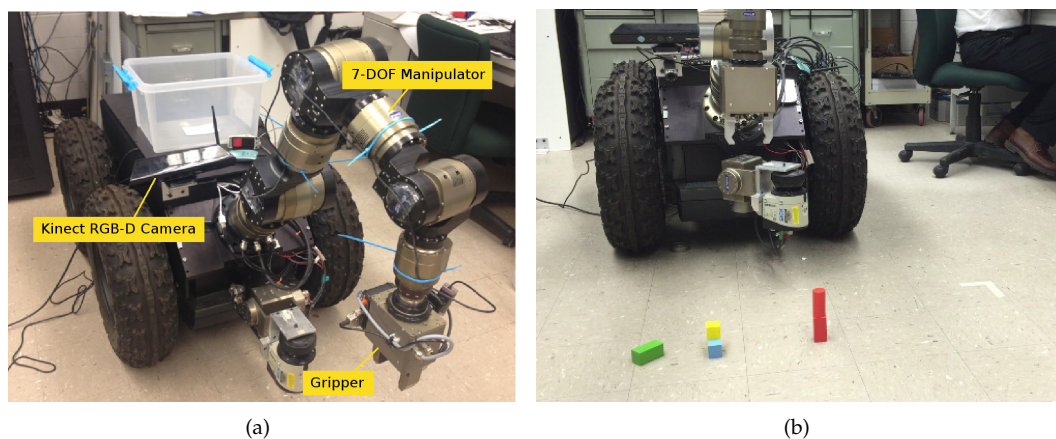 7-DOF Manipulator
Kinect RGB-D Camera
Gripper
(a)
(b)